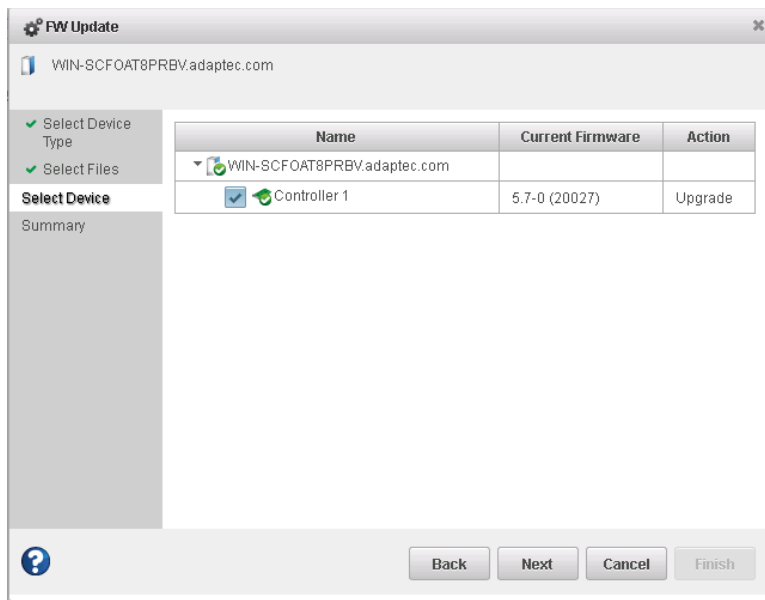 FW Update
WIN-SCFOAT8PRBV.adaptec.com
Select Device
Type
Select Files
Select Device
Summary
Name Current Firmware Action
WIN-SCFOAT8PRBV.adaptec.com
Controller 1 5.7-0 (20027) Upgrade
Back Next Cancel Finish